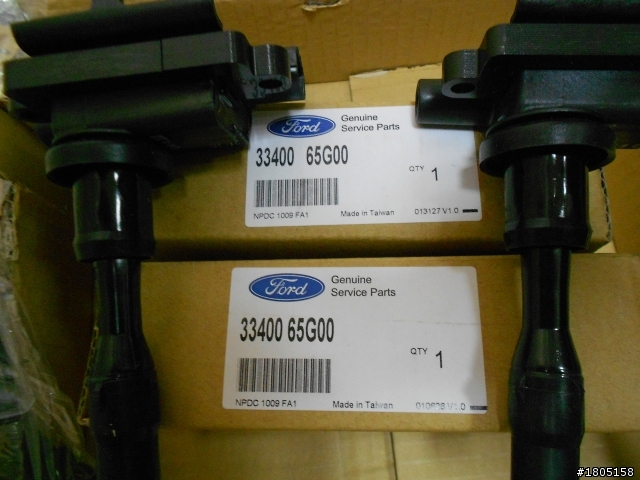 Ford
Genuine
Service Parts
33400 65G00
QTY 1
NPDC 1009 FA1 Made in Taiwan 013127 V1.0
Ford
Genuine
Service Parts
33400 65G00
QTY 1
NPDC 1009 FA1 Made in Taiwan V1.0
#1805158